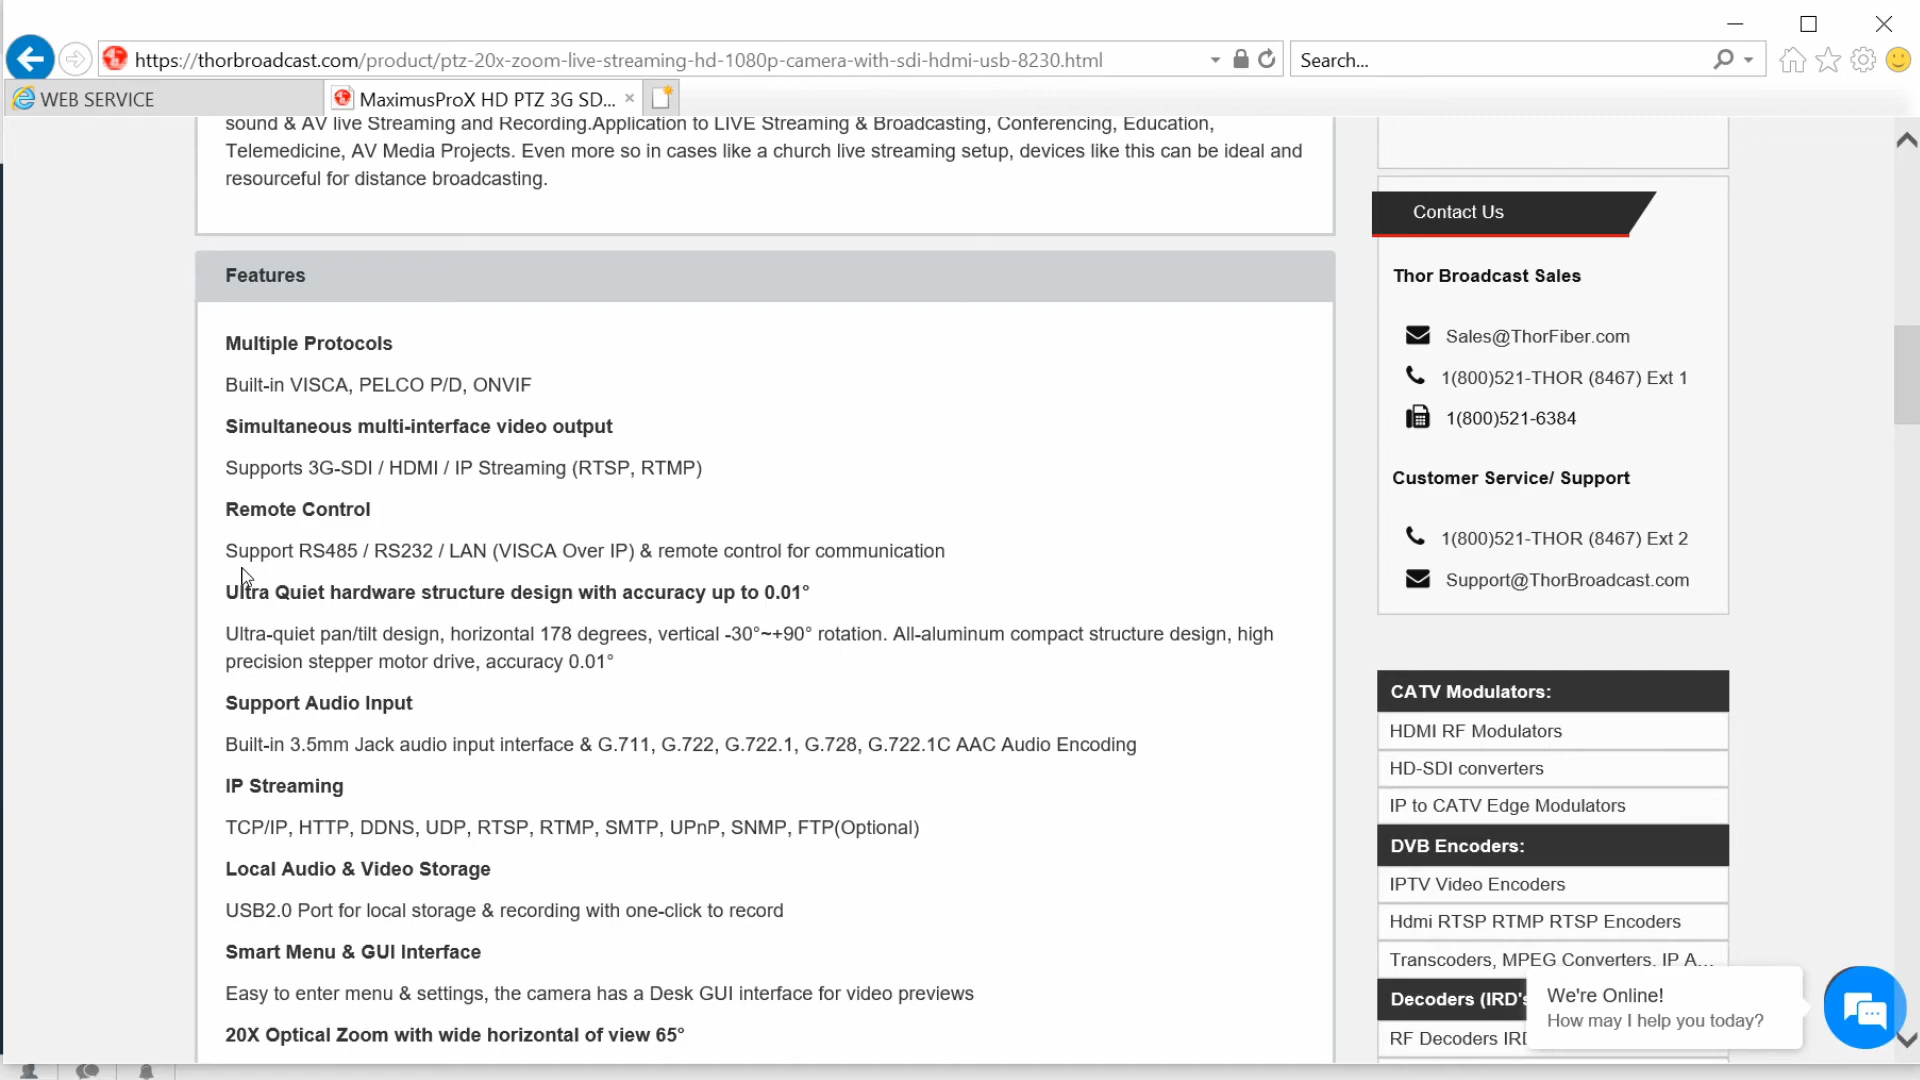 https://thorbroadcast.com/product/ptz-20x-zoom-live-streaming-hd-1080p-camera-with-sdi-hdmi-usb-8230.html
Search...
WEB SERVICE
MaximusProX HD PTZ 3G SD...
sound & AV live Streaming and Recording.Application to LIVE Streaming & Broadcasting, Conferencing, Education,
Telemedicine, AV Media Projects. Even more so in cases like a church live streaming setup, devices like this can be ideal and
resourceful for distance broadcasting.
Features
Multiple Protocols
Built-in VISCA, PELCO P/D, ONVIF
Simultaneous multi-interface video output
Supports 3G-SDI / HDMI / IP Streaming (RTSP, RTMP)
Remote Control
Support RS485 / RS232 / LAN (VISCA Over IP) & remote control for communication
Ultra Quiet hardware structure design with accuracy up to 0.01°
Ultra-quiet pan/tilt design, horizontal 178 degrees, vertical -30°~+90° rotation. All-aluminum compact structure design, high
precision stepper motor drive, accuracy 0.01°
Support Audio Input
Built-in 3.5mm Jack audio input interface & G.711, G.722, G.722.1, G.728, G.722.1C AAC Audio Encoding
IP Streaming
TCP/IP, HTTP, DDNS, UDP, RTSP, RTMP, SMTP, UPnP, SNMP, FTP(Optional)
Local Audio & Video Storage
USB2.0 Port for local storage & recording with one-click to record
Smart Menu & GUI Interface
Easy to enter menu & settings, the camera has a Desk GUI interface for video previews
20X Optical Zoom with wide horizontal of view 65°
Contact Us
Thor Broadcast Sales
Sales@ThorFiber.com
1(800)521-THOR (8467) Ext 1
1(800)521-6384
Customer Service/ Support
1(800)521-THOR (8467) Ext 2
Support@ThorBroadcast.com
CATV Modulators:
HDMI RF Modulators
HD-SDI converters
IP to CATV Edge Modulators
DVB Encoders:
IPTV Video Encoders
Hdmi RTSP RTMP RTSP Encoders
Transcoders, MPEG Converters, IP A...
Decoders (IRD's
RF Decoders IRD
We're Online!
How may I help you today?